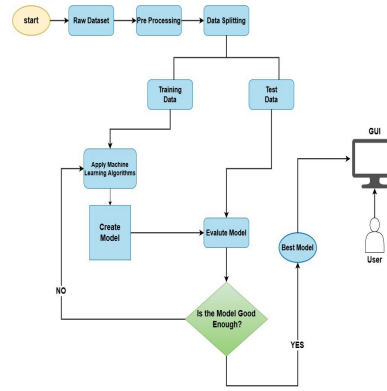 start
Raw Dataset
Pre Processing
Data Splitting
Training
Data
Test
Data
GUI
Apply Machine
Learning Algorithms
Create
Model
Evalute Model
Best Model
User
NO
Is the Model Good
Enough?
YES